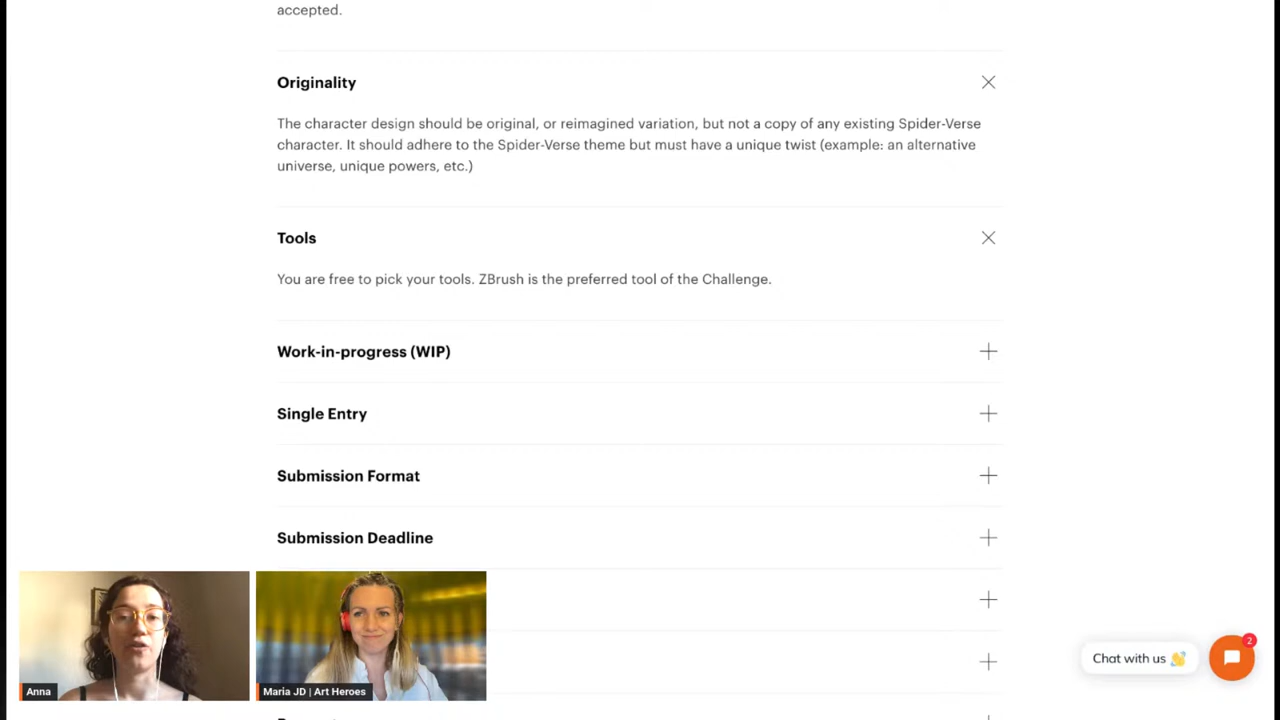 accepted.
Originality
The character design should be original, or reimagined variation, but not a copy of any existing Spider-Verse
character. It should adhere to the Spider-Verse theme but must have a unique twist (example: an alternative
universe, unique powers, etc.)
Tools
You are free to pick your tools. ZBrush is the preferred tool of the Challenge.
Work-in-progress (WIP)
Single Entry
Submission Format
Submission Deadline
2
Chat with us 👋
Anna
Maria JD | Art Heroes